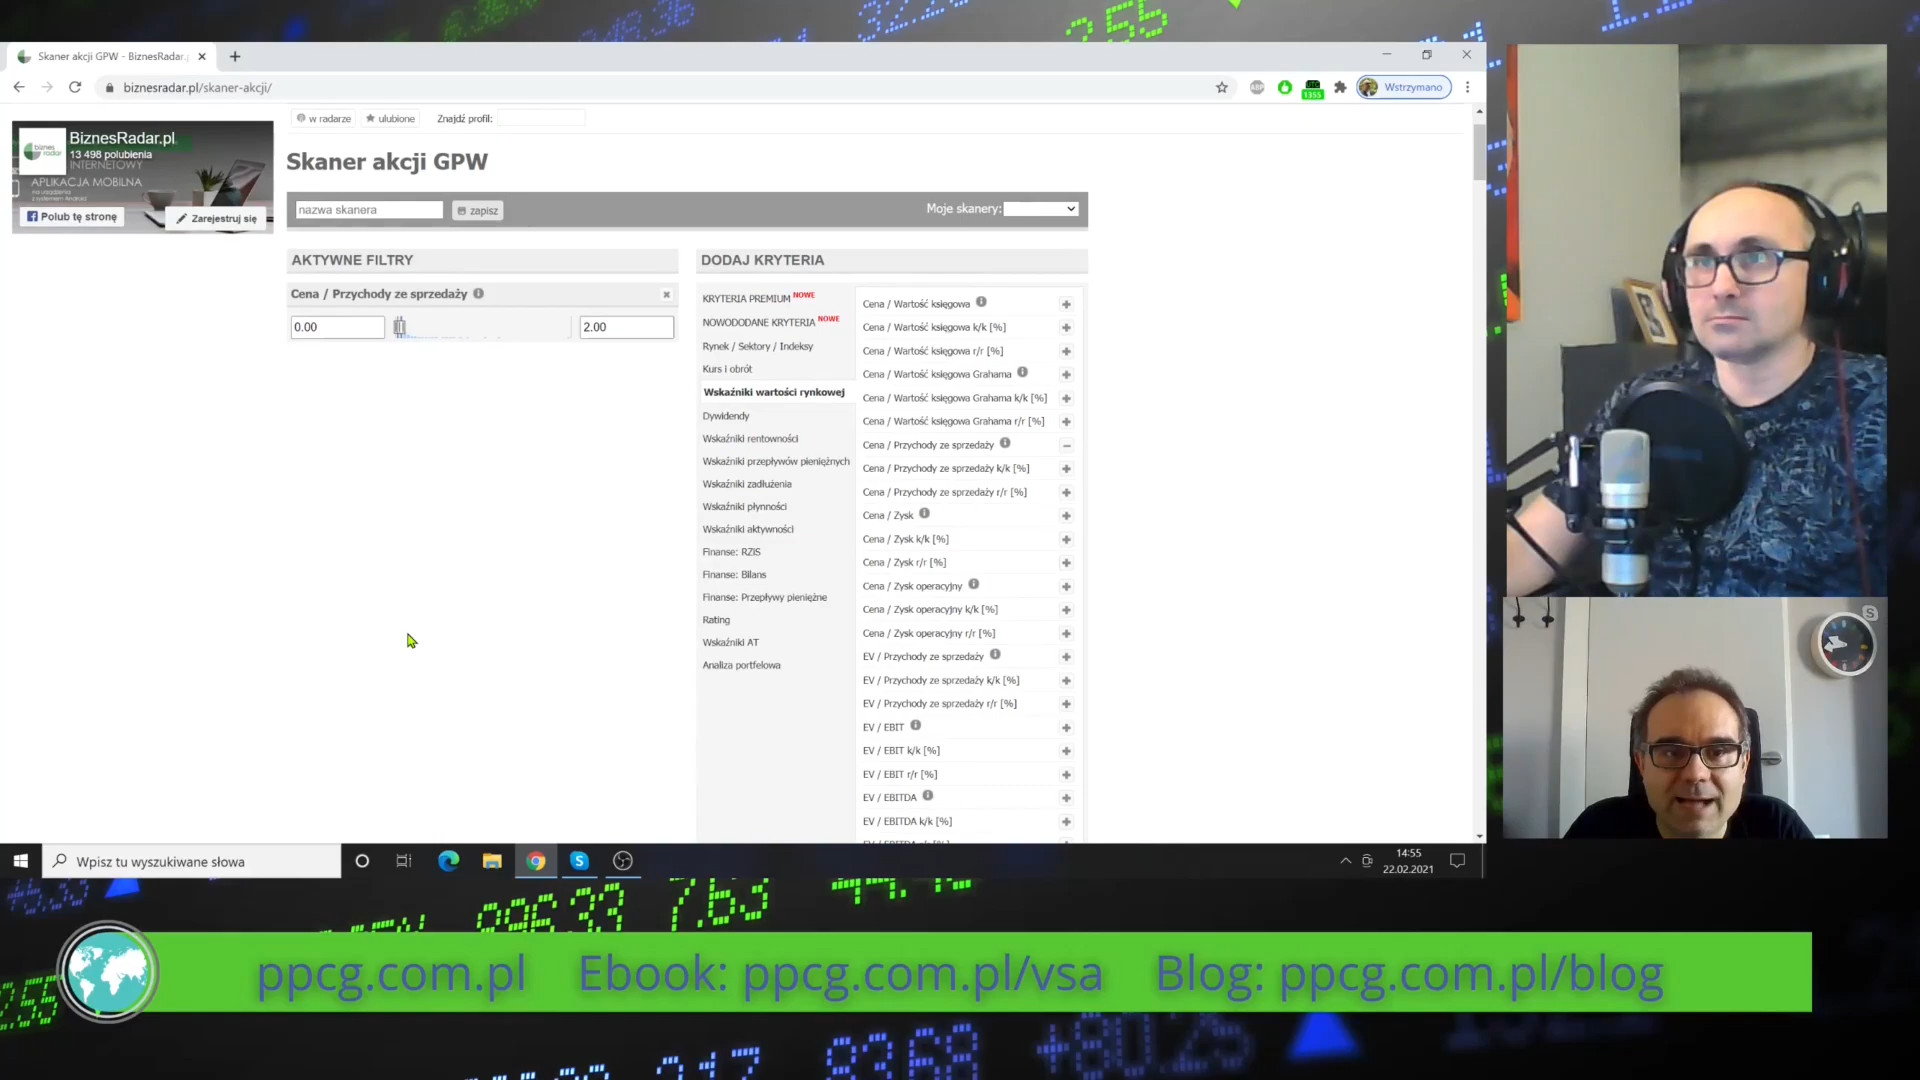 Skaner akcji GPW - BiznesRadar.
biznesradar.pl/skaner-akcji/
ABP
1355
Wstrzymano
BiznesRadar.pl
13 498 polubienia
INTERNETOWY
APLIKACJA MOBILNA
Polub tę stronę
Zarejestruj się
w radarze
ulubione
Znajdź profil:
Skaner akcji GPW
nazwa skanera
zapisz
Moje skanery:
AKTYWNE FILTRY
Cena / Przychody ze sprzedaży
0.00
2.00
DODAJ KRYTERIA
KRYTERIA PREMIUM NOWE
NOWODODANE KRYTERIA NOWE
Rynek / Sektory / Indeksy
Kurs i obrót
Wskaźniki wartości rynkowej
Dywidendy
Wskaźniki rentowności
Wskaźniki przepływów pieniężnych
Wskaźniki zadłużenia
Wskaźniki płynności
Wskaźniki aktywności
Finanse: RZiS
Finanse: Bilans
Finanse: Przepływy pieniężne
Rating
Wskaźniki AT
Analiza portfelowa
Cena / Wartość księgowa
Cena / Wartość księgowa k/k [%]
Cena / Wartość księgowa r/r [%]
Cena / Wartość księgowa Grahama
Cena / Wartość księgowa Grahama k/k [%]
Cena / Wartość księgowa Grahama r/r [%]
Cena / Przychody ze sprzedaży
Cena / Przychody ze sprzedaży k/k [%]
Cena / Przychody ze sprzedaży r/r [%]
Cena / Zysk
Cena / Zysk k/k [%]
Cena / Zysk r/r [%]
Cena / Zysk operacyjny
Cena / Zysk operacyjny k/k [%]
Cena / Zysk operacyjny r/r [%]
EV / Przychody ze sprzedaży
EV / Przychody ze sprzedaży k/k [%]
EV / Przychody ze sprzedaży r/r [%]
EV / EBIT
EV / EBIT k/k [%]
EV / EBIT r/r [%]
EV / EBITDA
EV / EBITDA k/k [%]
Wpisz tu wyszukiwane słowa
14:55
22.02.2021
ppcg.com.pl Ebook: ppcg.com.pl/vsa Blog: ppcg.com.pl/blog